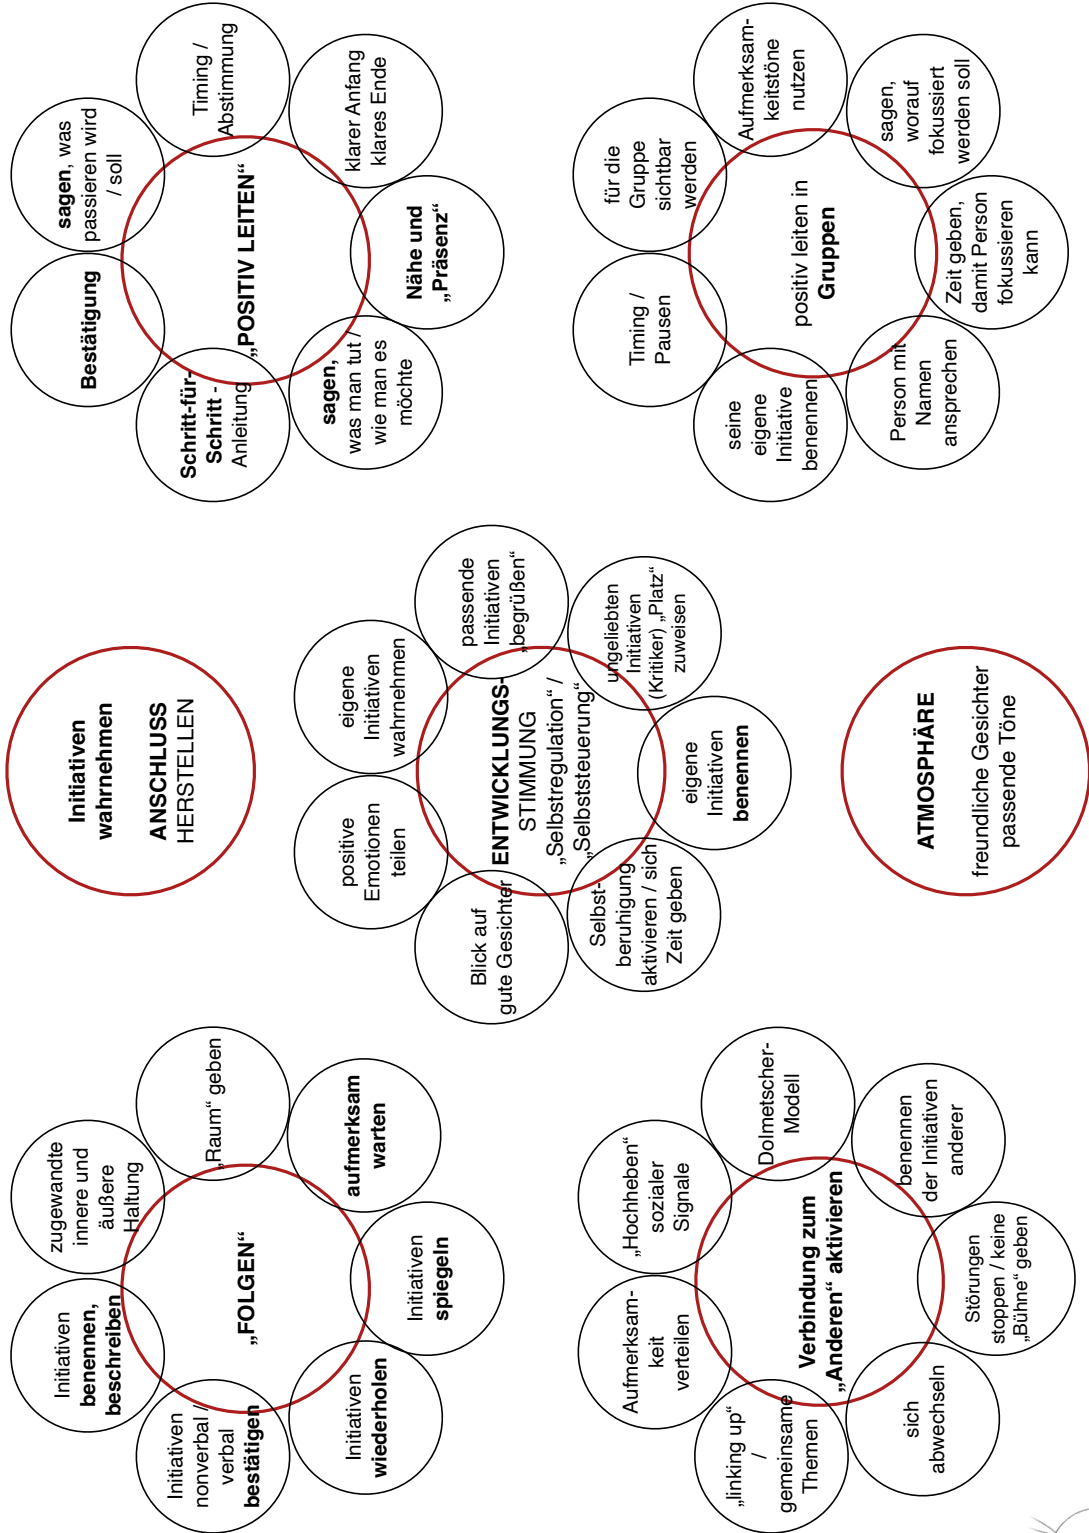 Initiativen
benennen,
beschreiben
zugewandte
innere und
äußere
Haltung
„Raum“ geben
aufmerksam
warten
Initiativen
spiegeln
Initiativen
wiederholen
Initiativen
nonverbal /
verbal
bestätigen
„FOLGEN“
Initiativen
wahrnehmen
ANSCHLUSS
HERSTELLEN
Bestätigung
sagen, was
passieren wird
/ soll
Timing /
Abstimmung
klarer Anfang
klares Ende
Nähe und
„Präsenz“
sagen,
was man tut /
wie man es
möchte
Schritt-für-
Schritt -
Anleitung
„POSITIV LEITEN“
positive
Emotionen
teilen
eigene
Initiativen
wahrnehmen
passende
Initiativen
„begrüßen“
ungeliebten
Initiativen
(Kritiker) „Platz“
zuweisen
eigene
Initiativen
benennen
Selbst-
beruhigung
aktivieren / sich
Zeit geben
Blick auf
gute Gesichter
ENTWICKLUNGS-
STIMMUNG
„Selbstregulation“ /
„Selbststeuerung“
Aufmerksam-
keit
verteilen
„Hochheben“
sozialer
Signale
Dolmetscher-
Modell
benennen
der Initiativen
anderer
Störungen
stoppen / keine
„Bühne“ geben
sich
abwechseln
„linking up“
/
gemeinsame
Themen
Verbindung zum
„Anderen“ aktivieren
ATMOSPHÄRE
freundliche Gesichter
passende Töne
Timing /
Pausen
für die
Gruppe
sichtbar
werden
Aufmerksam-
keitstöne
nutzen
sagen,
worauf
fokussiert
werden soll
Zeit geben,
damit Person
fokussieren
kann
Person mit
Namen
ansprechen
seine
eigene
Initiative
benennen
positiv leiten in
Gruppen